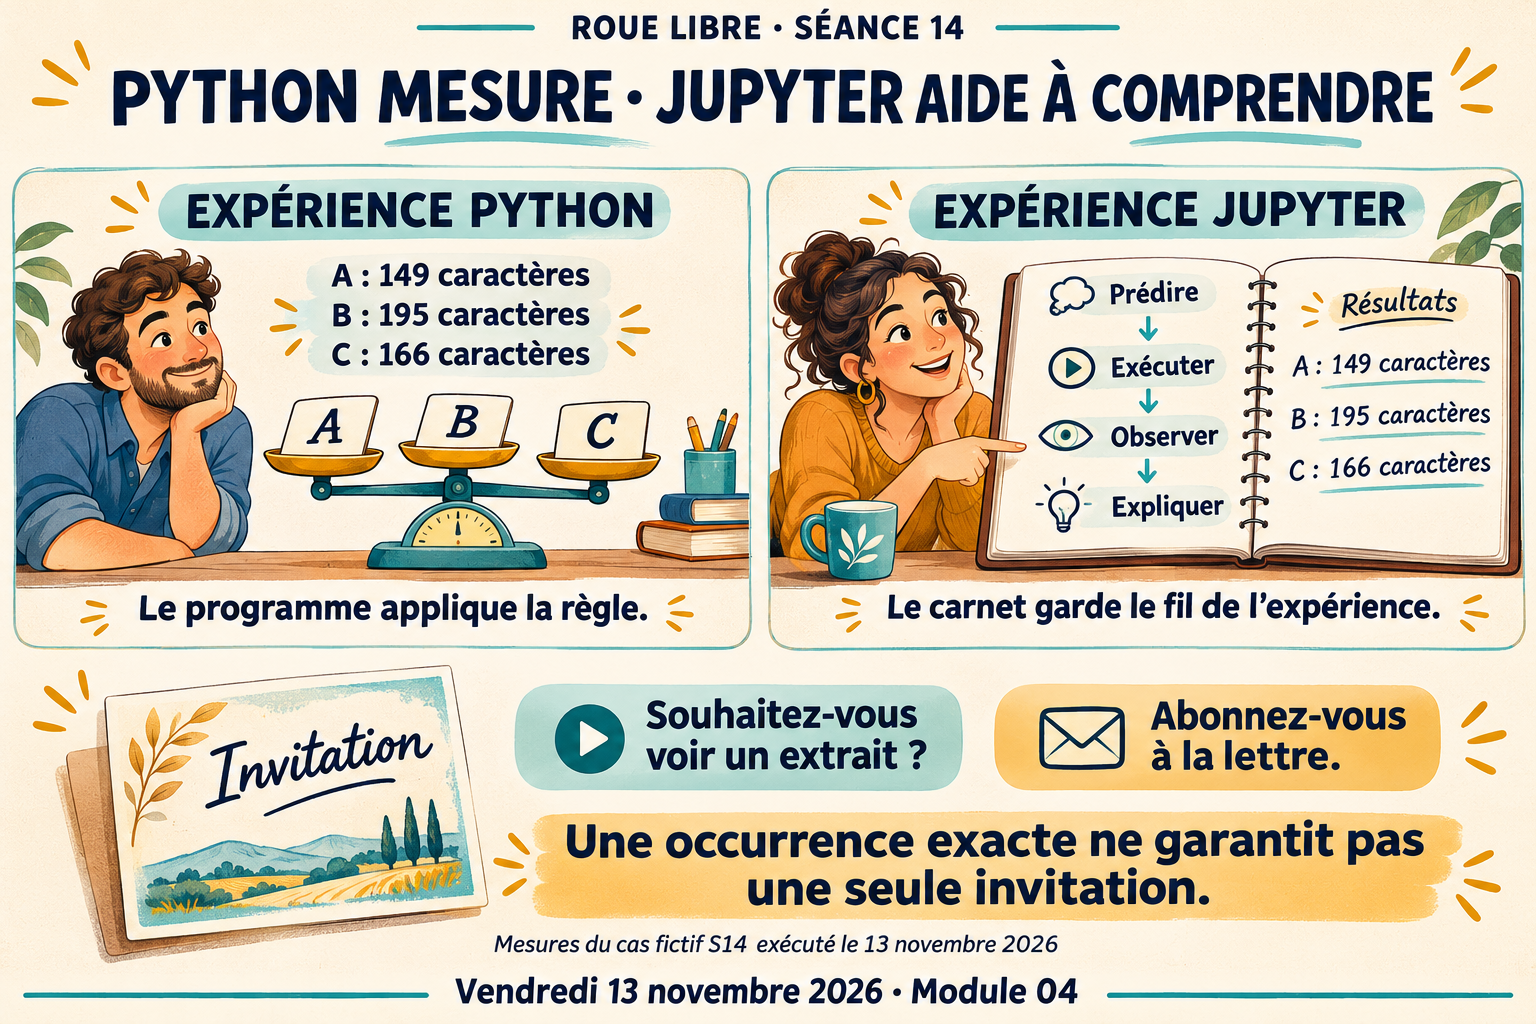 ROUE LIBRE • SÉANCE 14
PYTHON MESURE • JUPYTER AIDE À COMPRENDRE
EXPÉRIENCE PYTHON
A : 149 caractères
B : 195 caractères
C : 166 caractères
A
B
C
Le programme applique la règle.
EXPÉRIENCE JUPYTER
Prédire
Exécuter
Observer
Expliquer
Résultats
A : 149 caractères
B : 195 caractères
C : 166 caractères
Le carnet garde le fil de l'expérience.
Invitation
Souhaitez-vous
voir un extrait ?
Abonnez-vous
à la lettre.
Une occurrence exacte ne garantit pas
une seule invitation.
Mesures du cas fictif S14 exécuté le 13 novembre 2026
Vendredi 13 novembre 2026 • Module 04